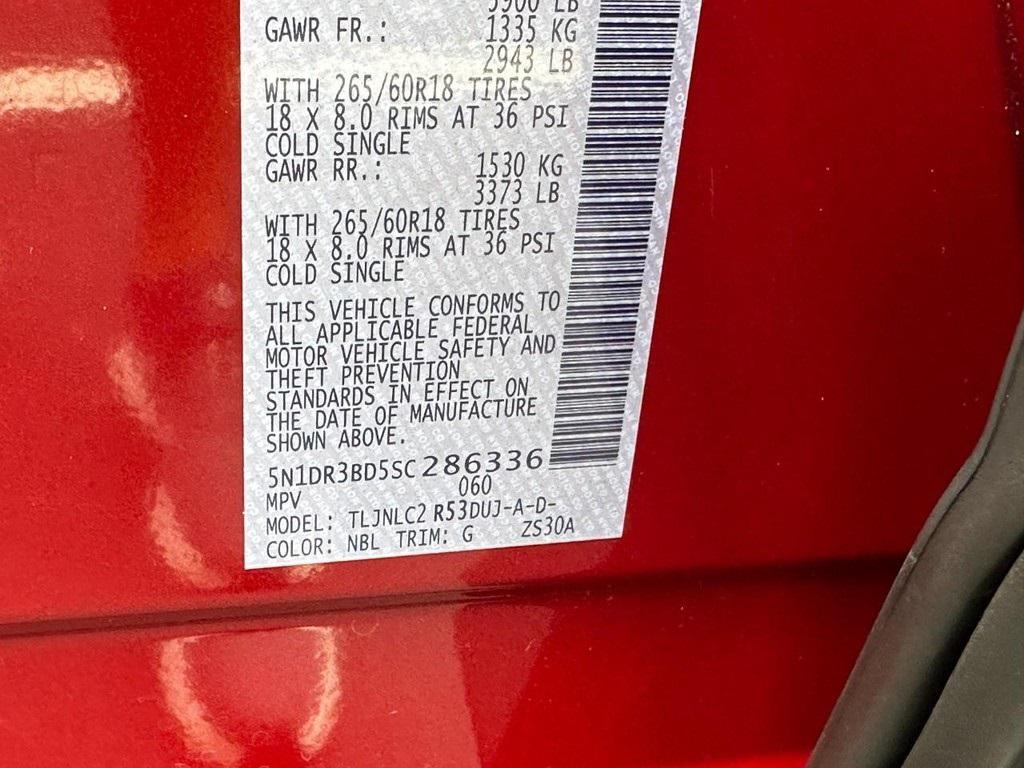 5900 LB
GAWR FR.: 1335 KG
2943 LB
WITH 265/60R18 TIRES
18 X 8.0 RIMS AT 36 PSI
COLD SINGLE
GAWR RR.: 1530 KG
3373 LB
WITH 265/60R18 TIRES
18 X 8.0 RIMS AT 36 PSI
COLD SINGLE
THIS VEHICLE CONFORMS TO
ALL APPLICABLE FEDERAL
MOTOR VEHICLE SAFETY AND
THEFT PREVENTION
STANDARDS IN EFFECT ON
THE DATE OF MANUFACTURE
SHOWN ABOVE.
5N1DR3BD5SC286336
MPV 060
MODEL: TLJNLC2 R53DUJ-A-D-
COLOR: NBL TRIM: G ZS30A